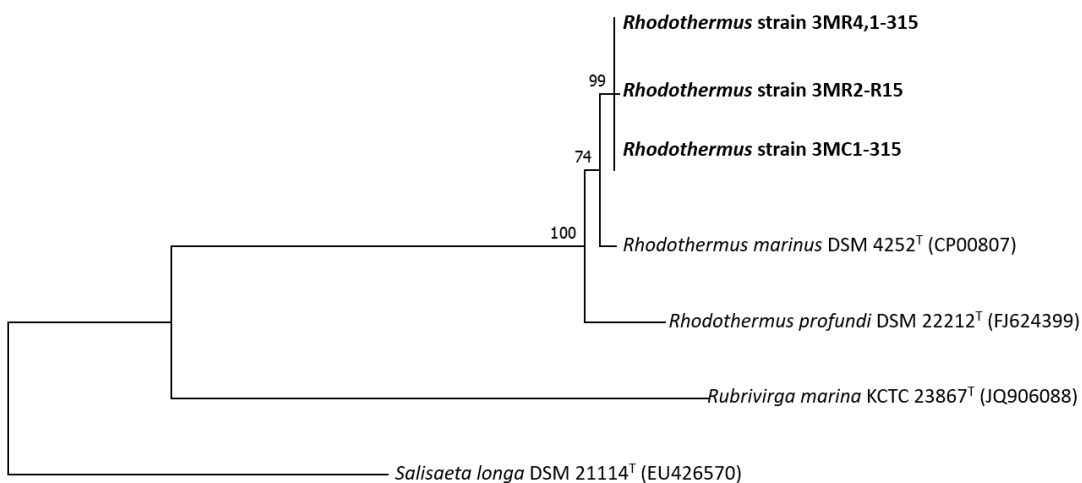 Rhodothermus strain 3MR4,1-315
99
Rhodothermus strain 3MR2-R15
Rhodothermus strain 3MC1-315
74
100
Rhodothermus marinus DSM 4252ᵀ (CP00807)
Rhodothermus profundi DSM 22212ᵀ (FJ624399)
Rubrivirga marina KCTC 23867ᵀ (JQ906088)
Salisaeta longa DSM 21114ᵀ (EU426570)